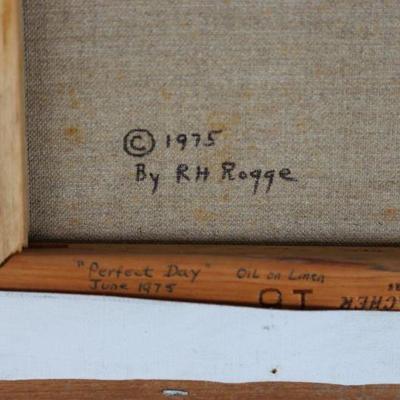 © 1975
By RH Rogge
"Perfect Day" OIL on Linen
June 1975